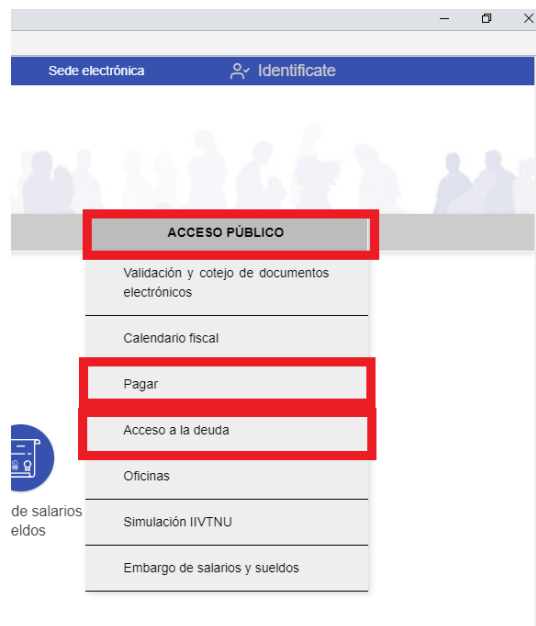 Sede electrónica
Identificate
ACCESO PÚBLICO
Validación y cotejo de documentos
electrónicos
Calendario fiscal
Pagar
Acceso a la deuda
Oficinas
de salarios
eldos
Simulación IIVTNU
Embargo de salarios y sueldos